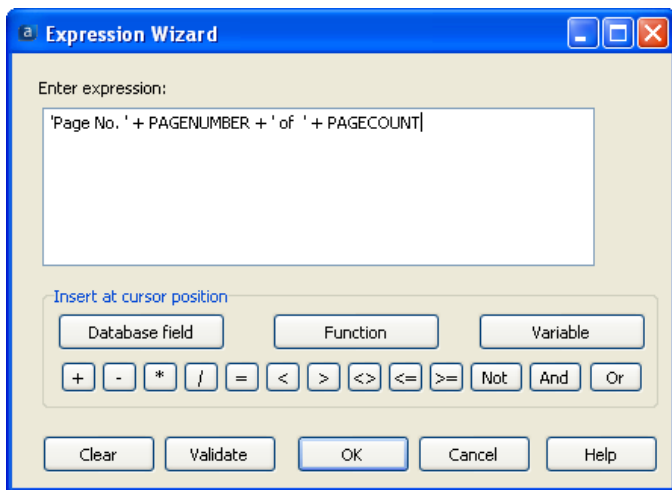 a Expression Wizard
Enter expression:
'Page No. ' + PAGENUMBER + ' of  ' + PAGECOUNT
Insert at cursor position
Database field Function Variable
+ - * / = < > <> <= >= Not And Or
Clear Validate OK Cancel Help